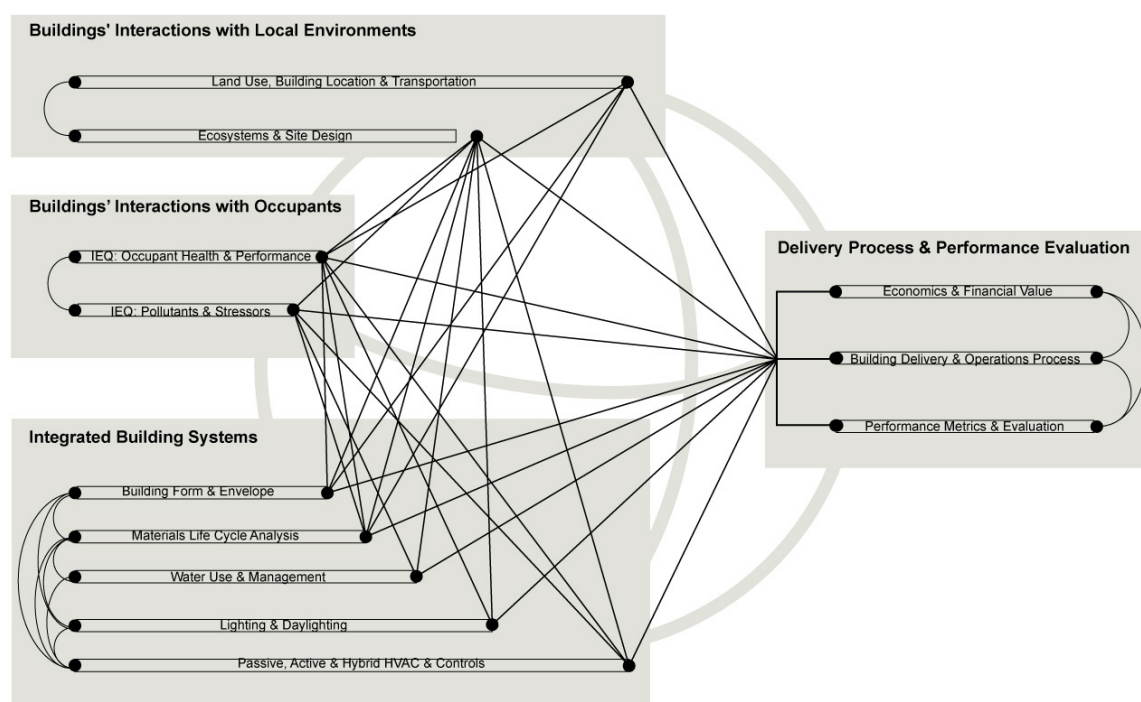 Buildings' Interactions with Local Environments
Land Use, Building Location & Transportation
Ecosystems & Site Design
Buildings’ Interactions with Occupants
IEQ: Occupant Health & Performance
IEQ: Pollutants & Stressors
Delivery Process & Performance Evaluation
Economics & Financial Value
Building Delivery & Operations Process
Performance Metrics & Evaluation
Integrated Building Systems
Building Form & Envelope
Materials Life Cycle Analysis
Water Use & Management
Lighting & Daylighting
Passive, Active & Hybrid HVAC & Controls